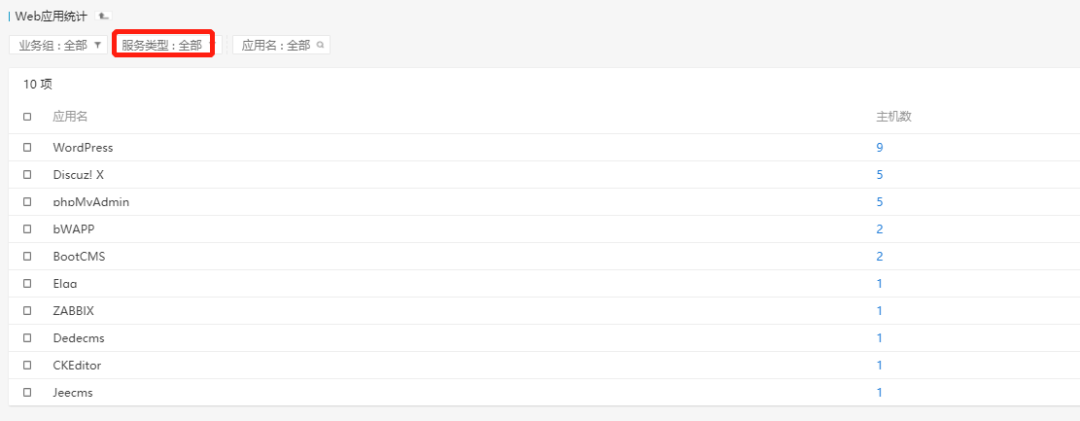 Web应用统计
业务组：全部 服务类型：全部 应用名：全部
10 项
应用名 主机数
WordPress 9
Discuz! X 5
phpMyAdmin 5
bWAPP 2
BootCMS 2
Elgg 1
ZABBIX 1
Dedecms 1
CKEditor 1
Jeecms 1